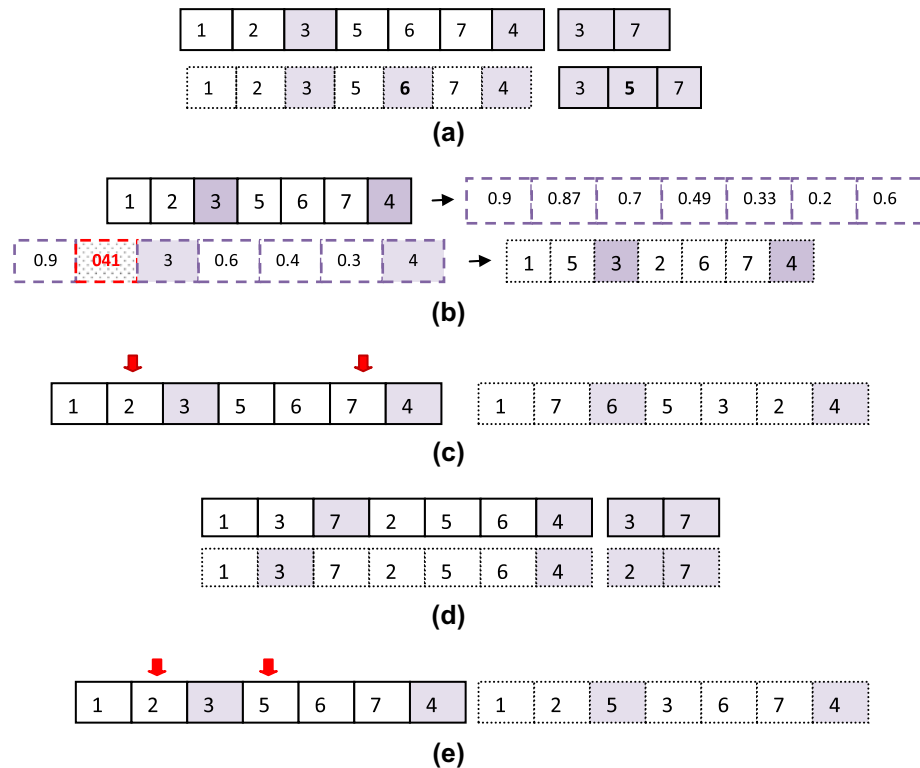 1 2 3 5 6 7 4 3 7
1 2 3 5 6 7 4 3 5 7
(a)
1 2 3 5 6 7 4 0.9 0.87 0.7 0.49 0.33 0.2 0.6
0.9 041 3 0.6 0.4 0.3 4 1 5 3 2 6 7 4
(b)
1 2 3 5 6 7 4 1 7 6 5 3 2 4
(c)
1 3 7 2 5 6 4 3 7
1 3 7 2 5 6 4 2 7
(d)
1 2 3 5 6 7 4 1 2 5 3 6 7 4
(e)